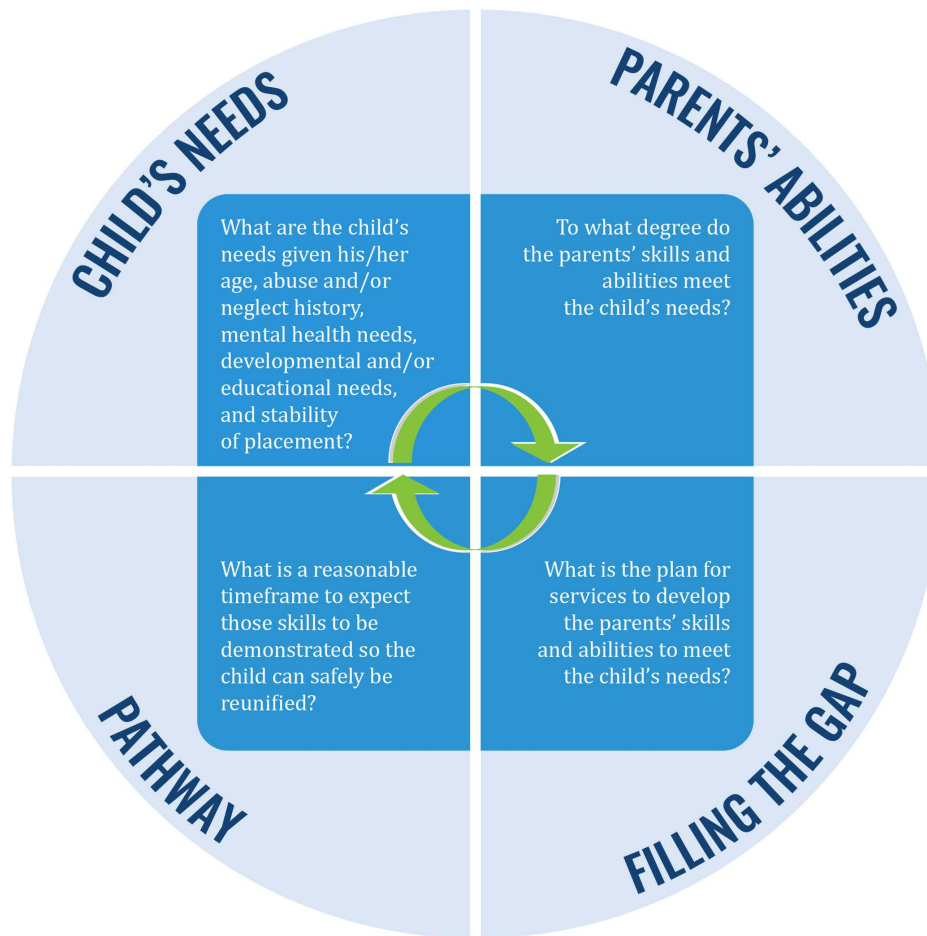 CHILD'S NEEDS
What are the child's
needs given his/her
age, abuse and/or
neglect history,
mental health needs,
developmental and/or
educational needs,
and stability
of placement?
PARENTS' ABILITIES
To what degree do
the parents' skills and
abilities meet
the child's needs?
FILLING THE GAP
What is the plan for
services to develop
the parents' skills
and abilities to meet
the child's needs?
PATHWAY
What is a reasonable
timeframe to expect
those skills to be
demonstrated so the
child can safely be
reunified?